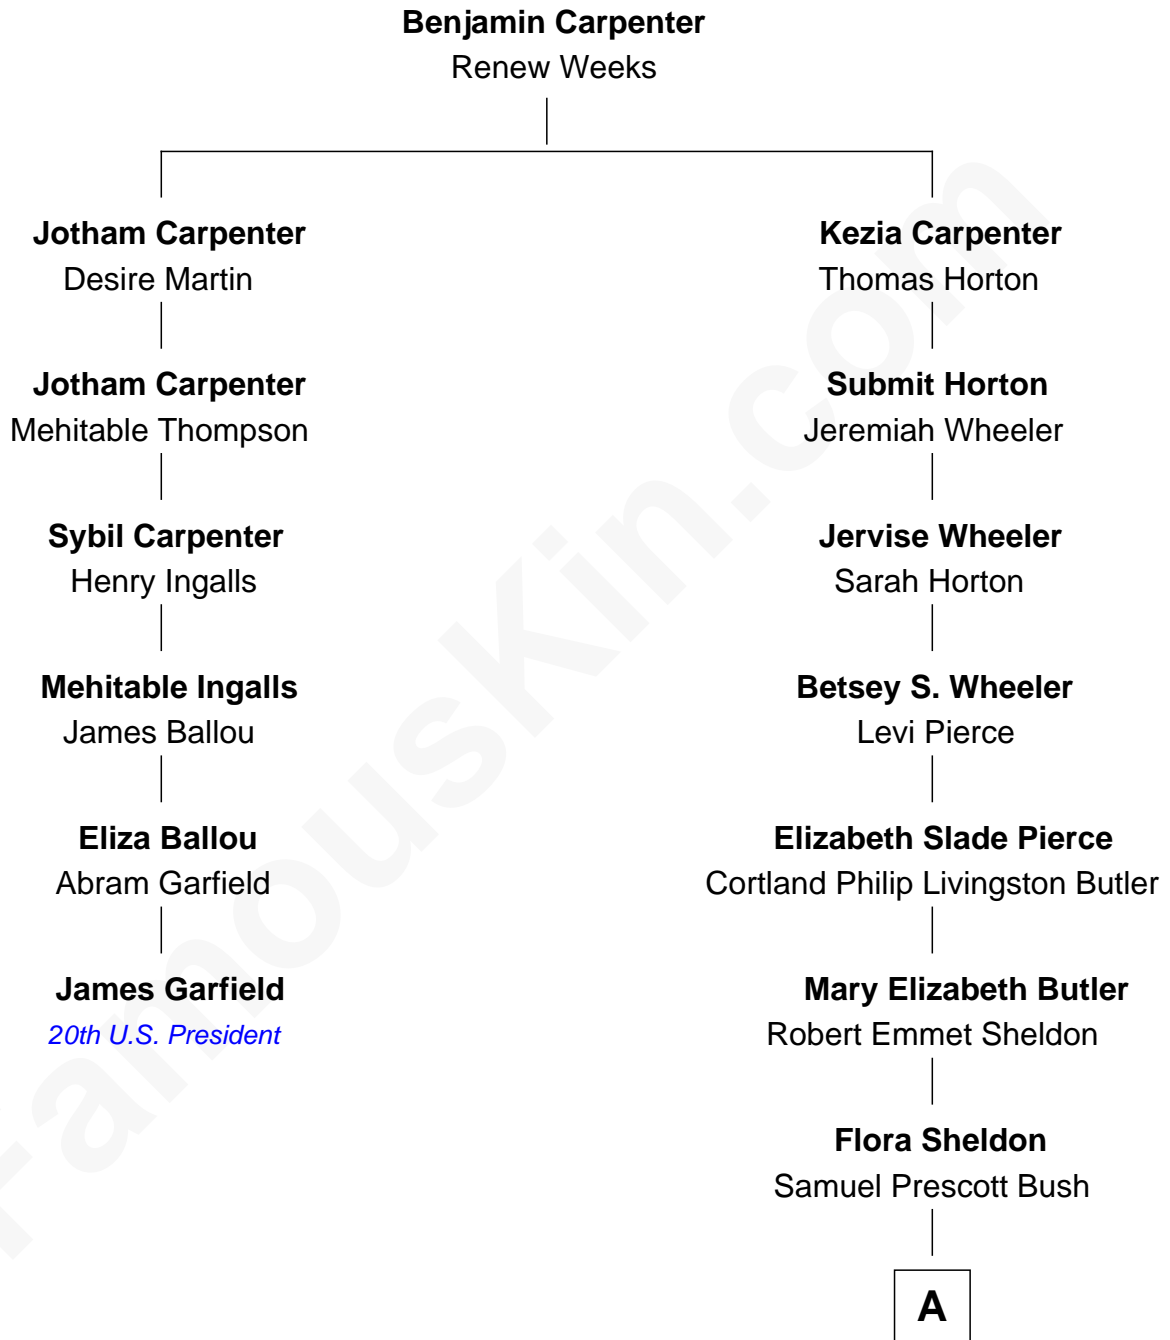 Benjamin Carpenter
Renew Weeks
Jotham Carpenter
Desire Martin
Jotham Carpenter
Mehitable Thompson
Sybil Carpenter
Henry Ingalls
Mehitable Ingalls
James Ballou
Eliza Ballou
Abram Garfield
James Garfield
20th U.S. President
Kezia Carpenter
Thomas Horton
Submit Horton
Jeremiah Wheeler
Jervise Wheeler
Sarah Horton
Betsey S. Wheeler
Levi Pierce
Elizabeth Slade Pierce
Cortland Philip Livingston Butler
Mary Elizabeth Butler
Robert Emmet Sheldon
Flora Sheldon
Samuel Prescott Bush
A
FamousKin.com